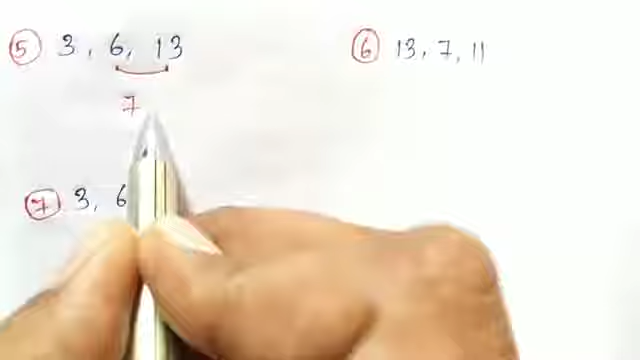 ⑤ 3, 6, 13
⑥ 13, 7, 11
7
⑦ 3, 6